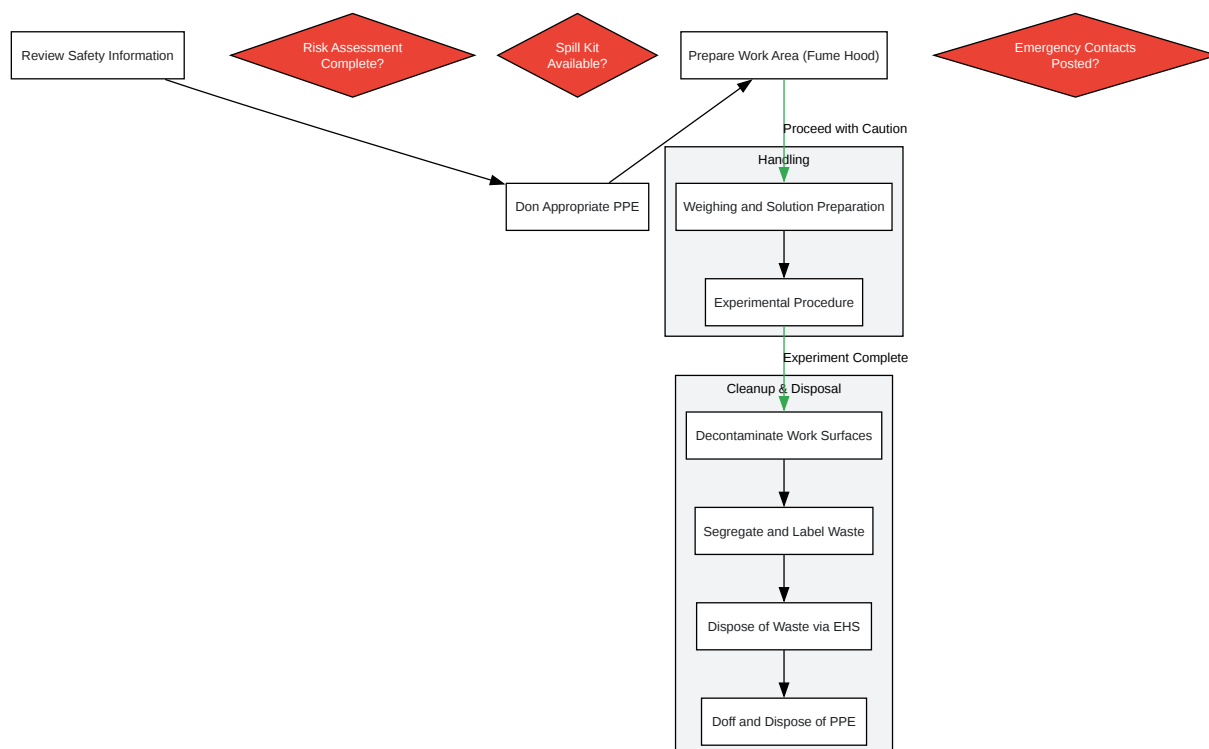 Review Safety Information
Risk Assessment
Complete?
Spill Kit
Available?
Prepare Work Area (Fume Hood)
Emergency Contacts
Posted?
Proceed with Caution
Handling
Don Appropriate PPE
Weighing and Solution Preparation
Experimental Procedure
Experiment Complete
Cleanup & Disposal
Decontaminate Work Surfaces
Segregate and Label Waste
Dispose of Waste via EHS
Doff and Dispose of PPE